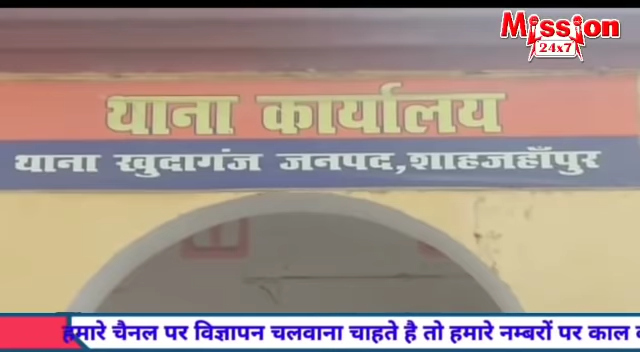 Mission
24x7
थाना कार्यालय
थाना खुदागंज जनपद,शाहजहाँपुर
हमारे चैनल पर विज्ञापन चलवाना चाहते है तो हमारे नम्बरों पर काल